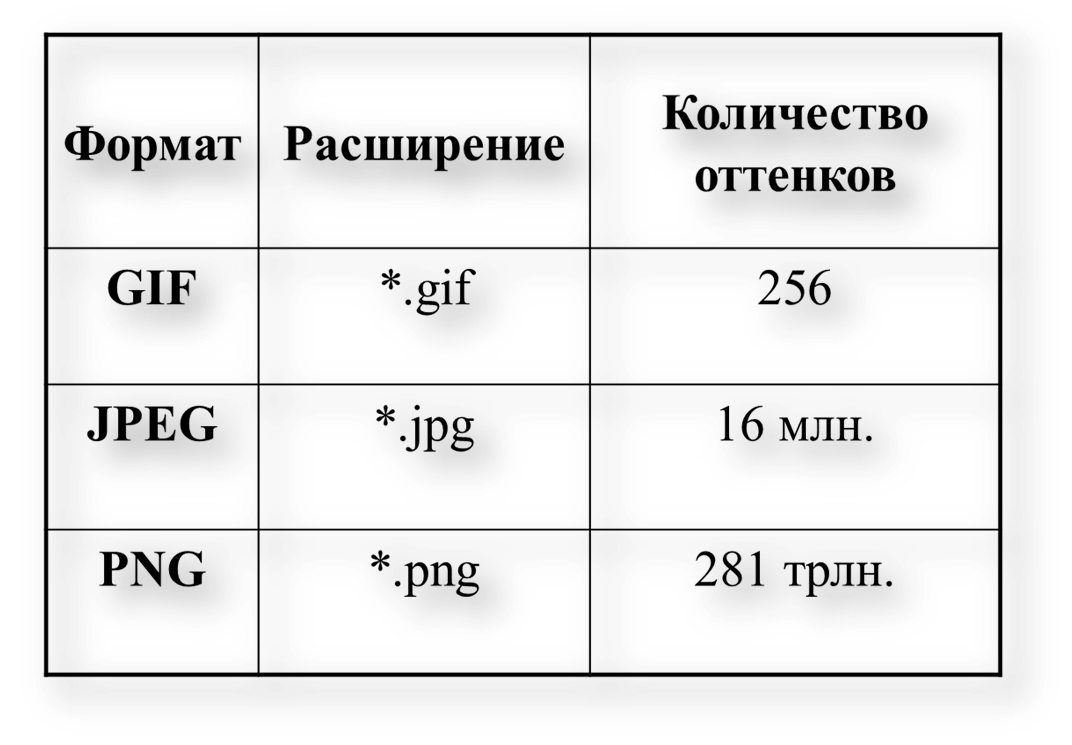 Формат Расширение Количество
оттенков
GIF *.gif 256
JPEG *.jpg 16 млн.
PNG *.png 281 трлн.